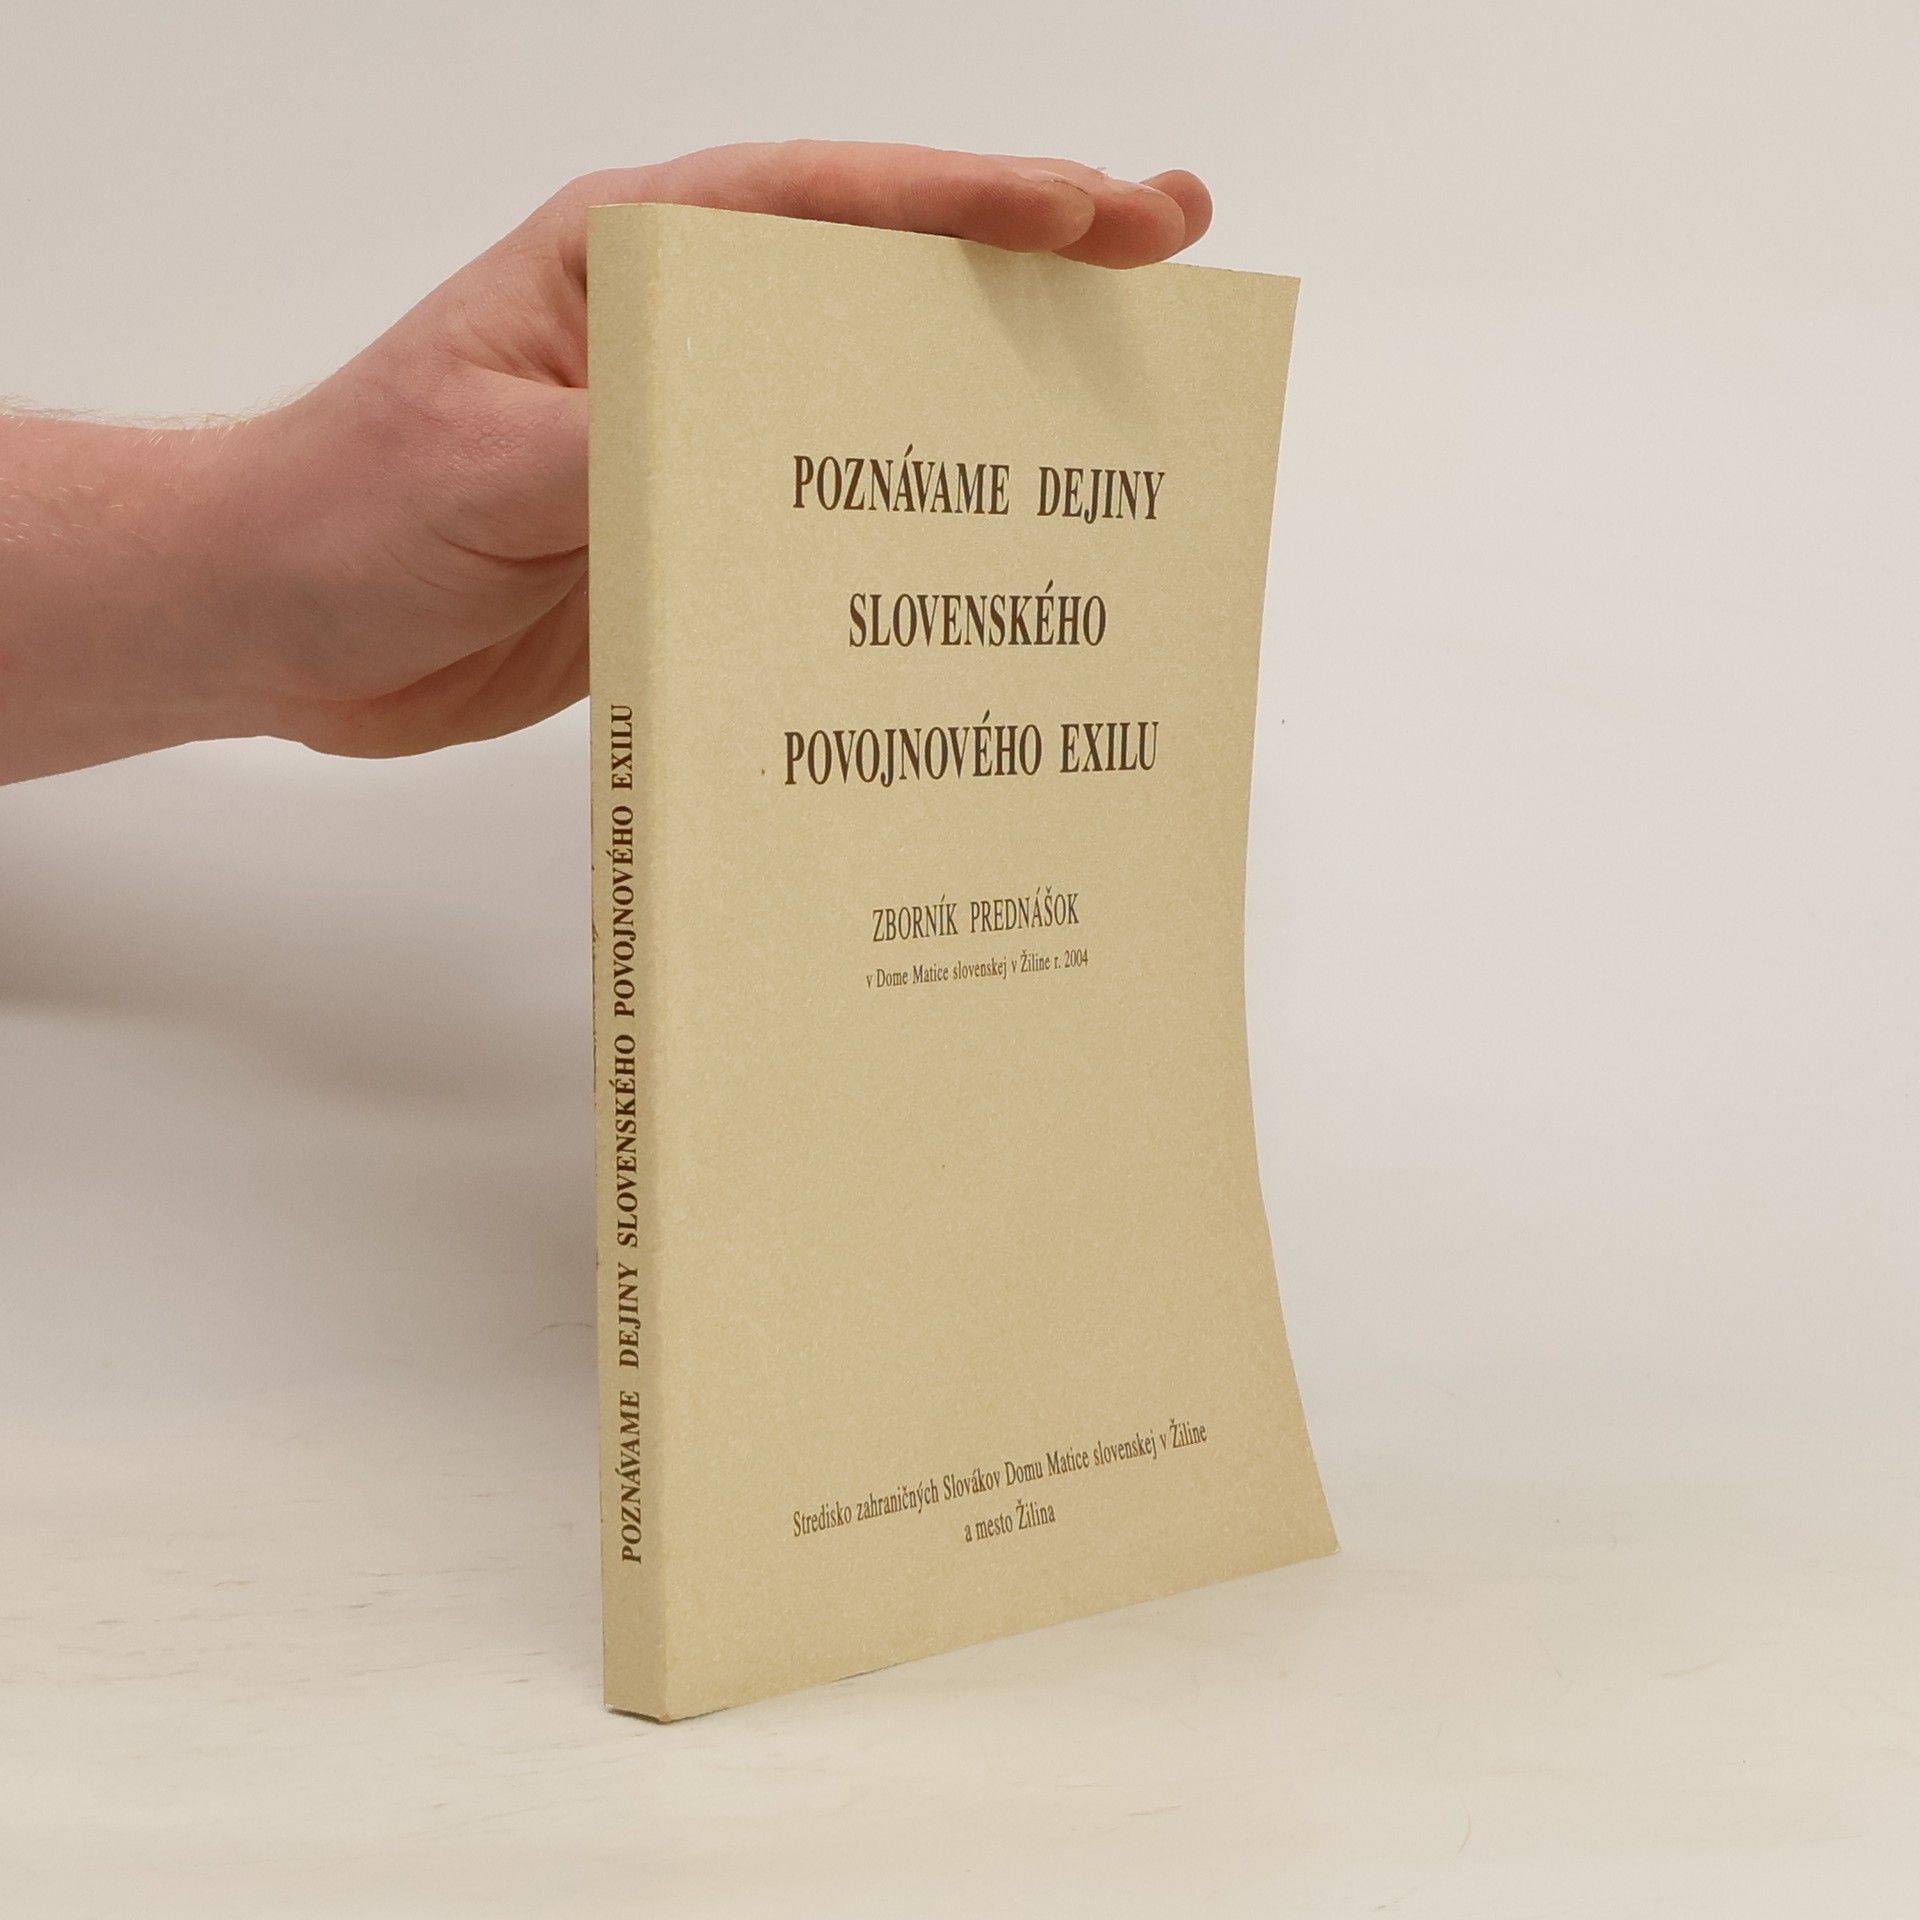 POZNÁVAME DEJINY SLOVENSKÉHO POVOJNOVÉHO EXILU
POZNÁVAME DEJINY
SLOVENSKÉHO
POVOJNOVÉHO EXILU
ZBORNÍK PREDNÁŠOK
v Dome Matice slovenskej v Žiline r. 2004
Stredisko zahraničných Slovákov Domu Matice slovenskej v Žiline
a mesto Žilina